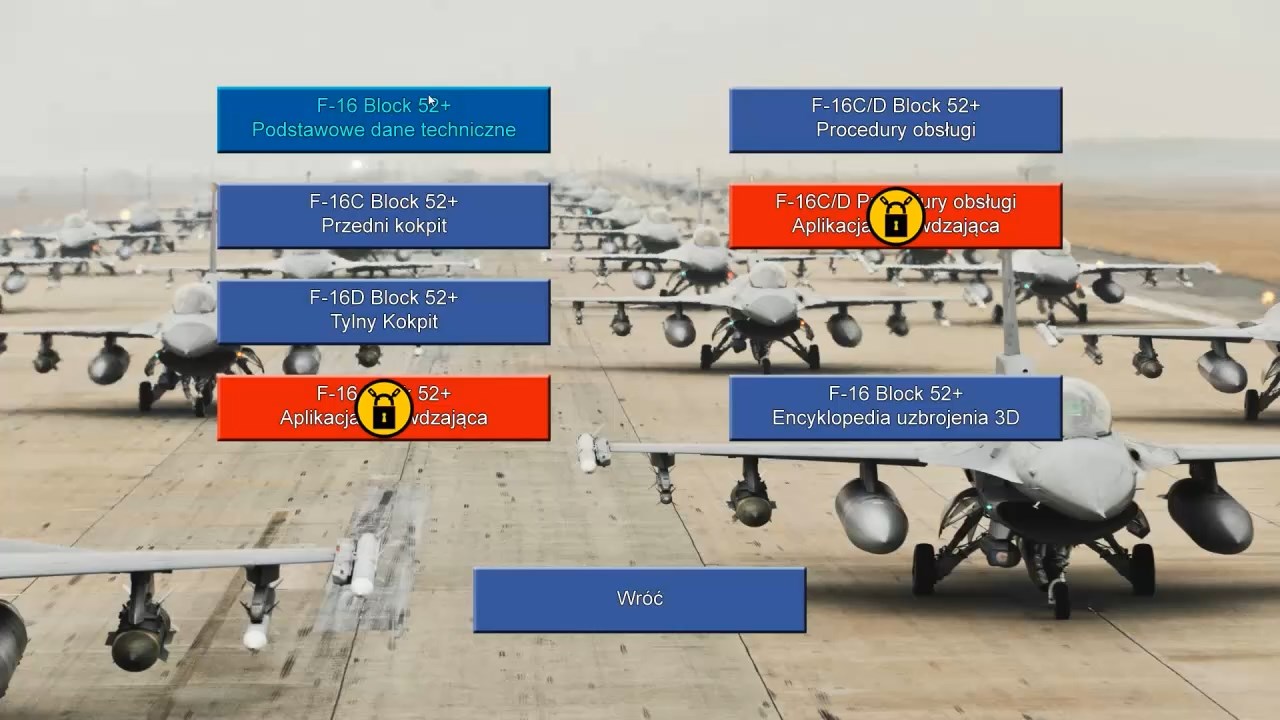 F-16 Block 52+
Podstawowe dane techniczne
F-16C Block 52+
Przedni kokpit
F-16D Block 52+
Tylny Kokpit
F-16 52+
Aplikacja
F-16C/D Block 52+
Procedury obsługi
F-16C/D obsługi
Aplikacja
F-16 Block 52+
Encyklopedia uzbrojenia 3D
Wróć